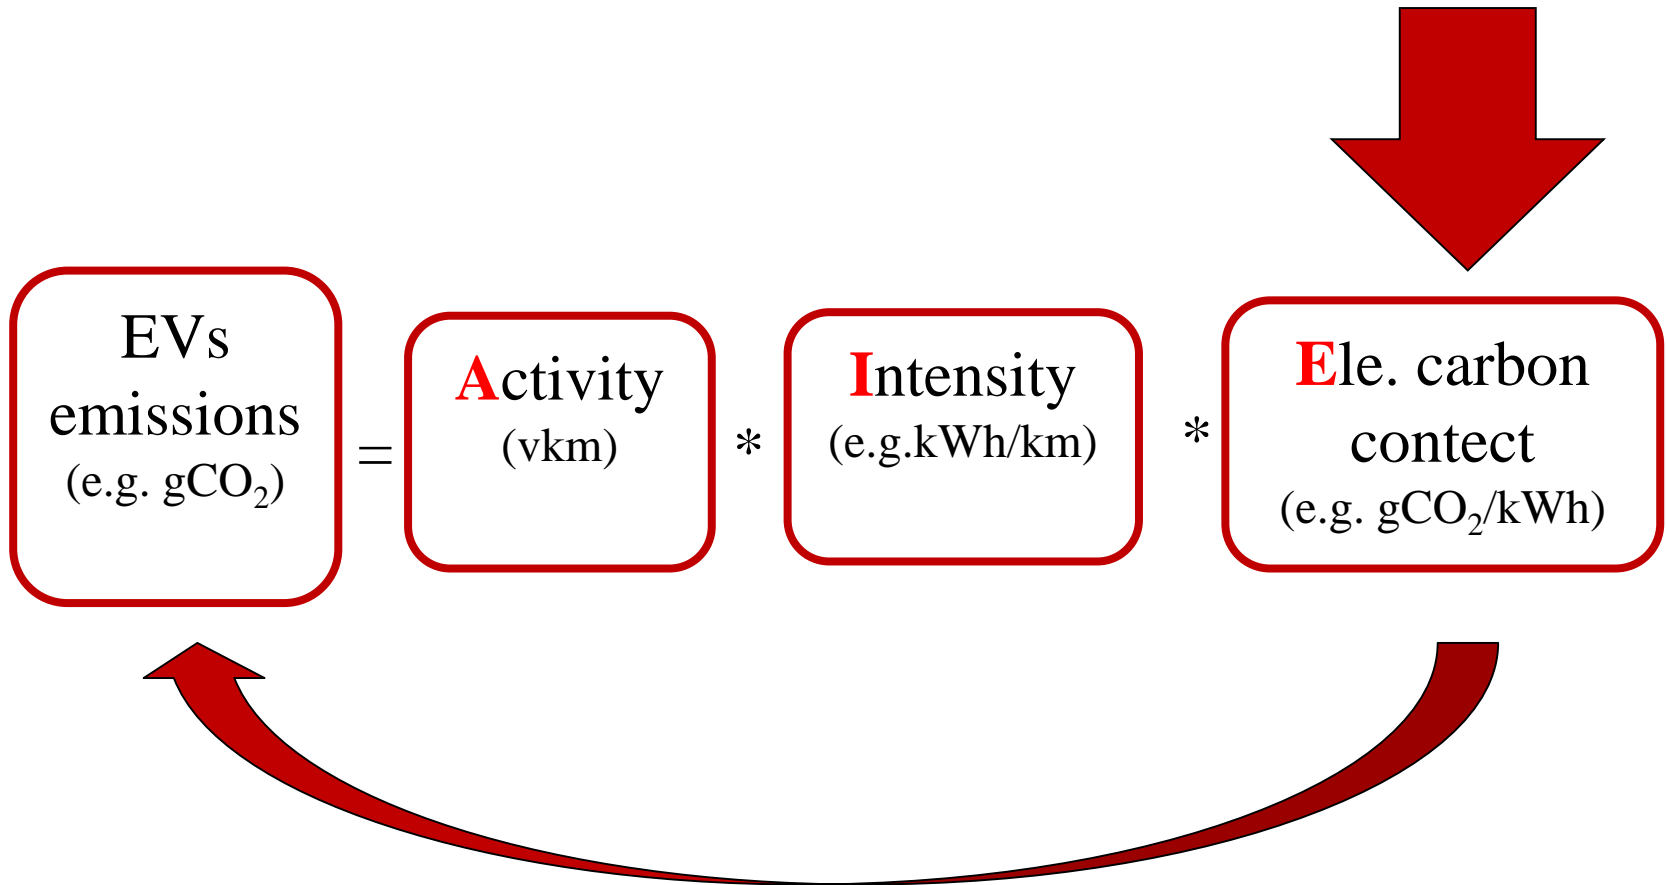 EVs
emissions
(e.g. gCO₂)
=
Activity
(vkm)
*
Intensity
(e.g.kWh/km)
*
Ele. carbon
contect
(e.g. gCO₂/kWh)